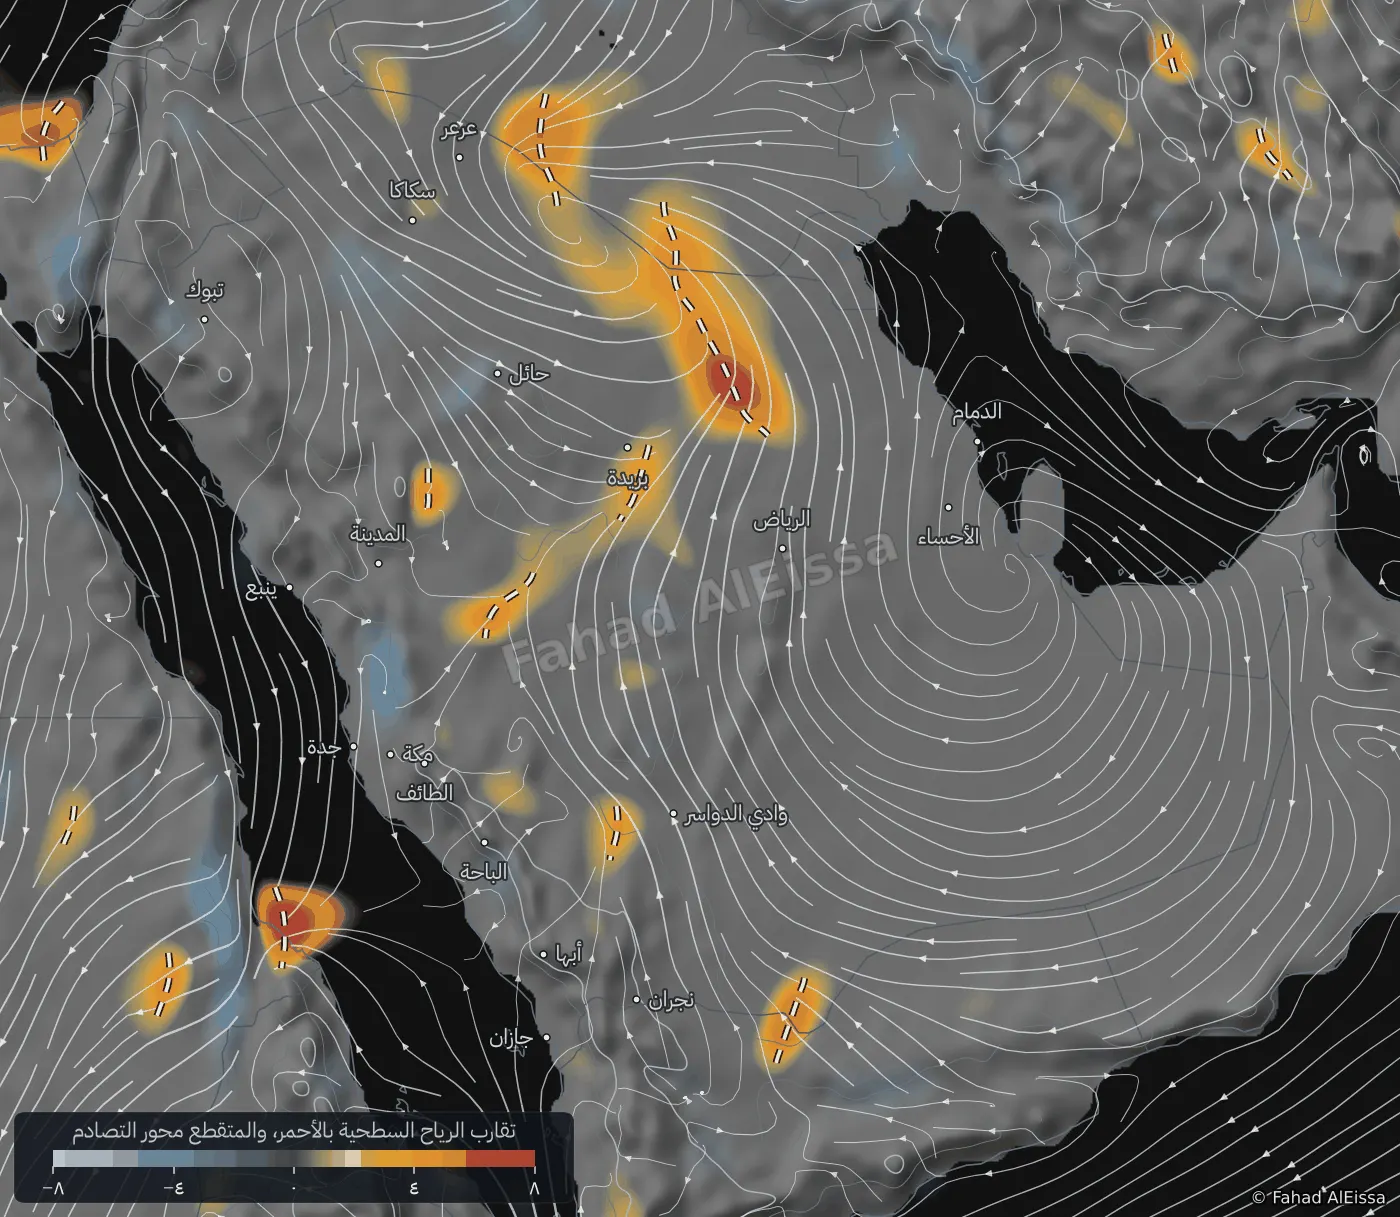 عرعر
سكاكا
تبوك
حائل
الدمام
بريدة
الرياض
المدينة
الأحساء
ينبع
Fahad AlEissa
جدة
مكة
الطائف
وادي الدواسر
الباحة
أبها
نجران
جازان
تقارب الرياح السطحية بالأحمر، والمتقطع محور التصادم
−٨ −٤ ٠ ٤ ٨
© Fahad AlEissa